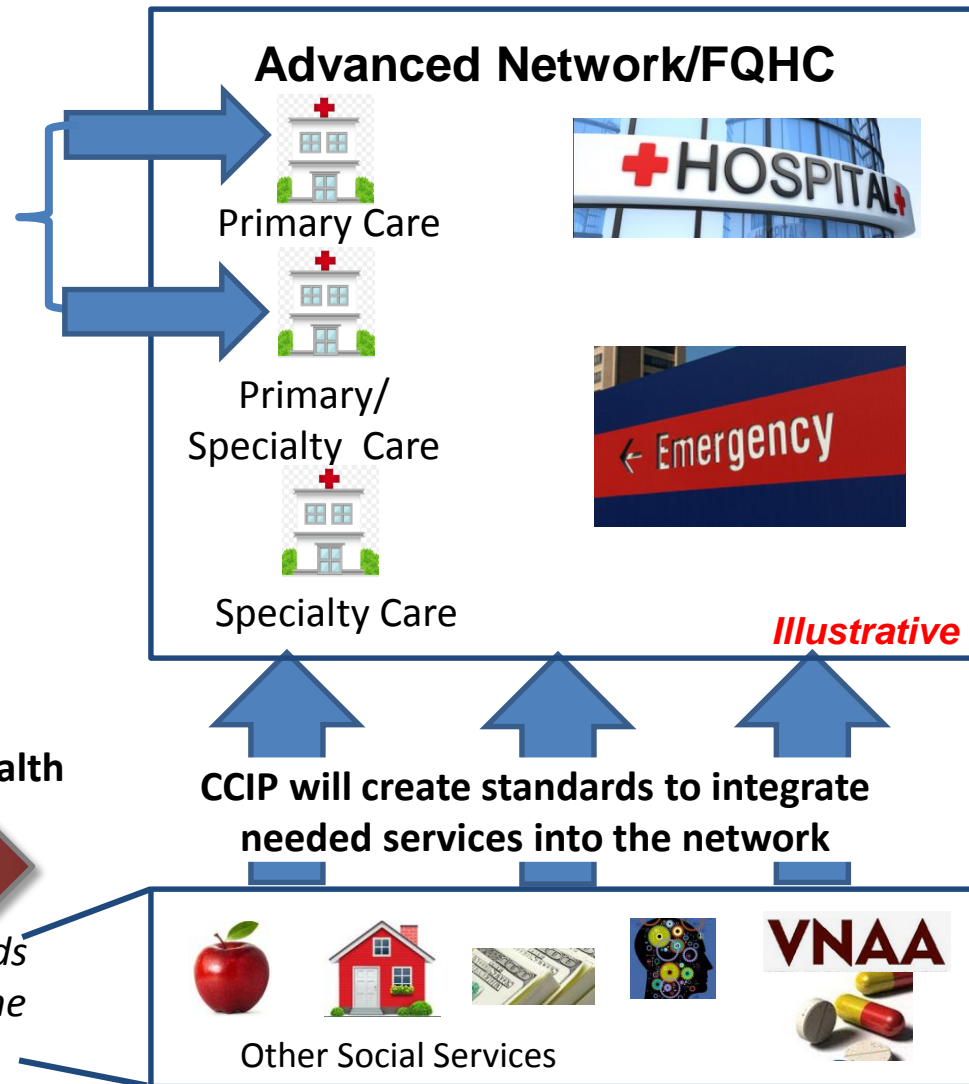 Advanced Network/FQHC
Primary Care
HOSPITAL
Primary/
Specialty Care
Emergency
Specialty Care
Illustrative
alth
CCIP will create standards to integrate
needed services into the network
ds
ne
VNAA
Other Social Services